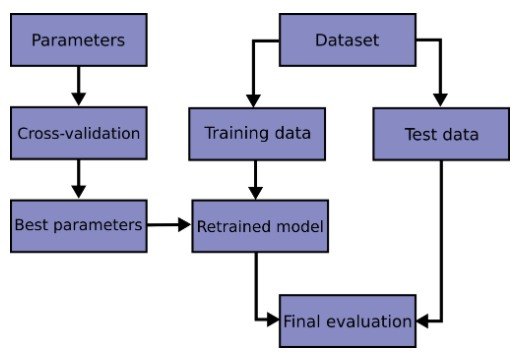 Parameters
Dataset
Cross-validation
Training data
Test data
Best parameters
Retrained model
Final evaluation